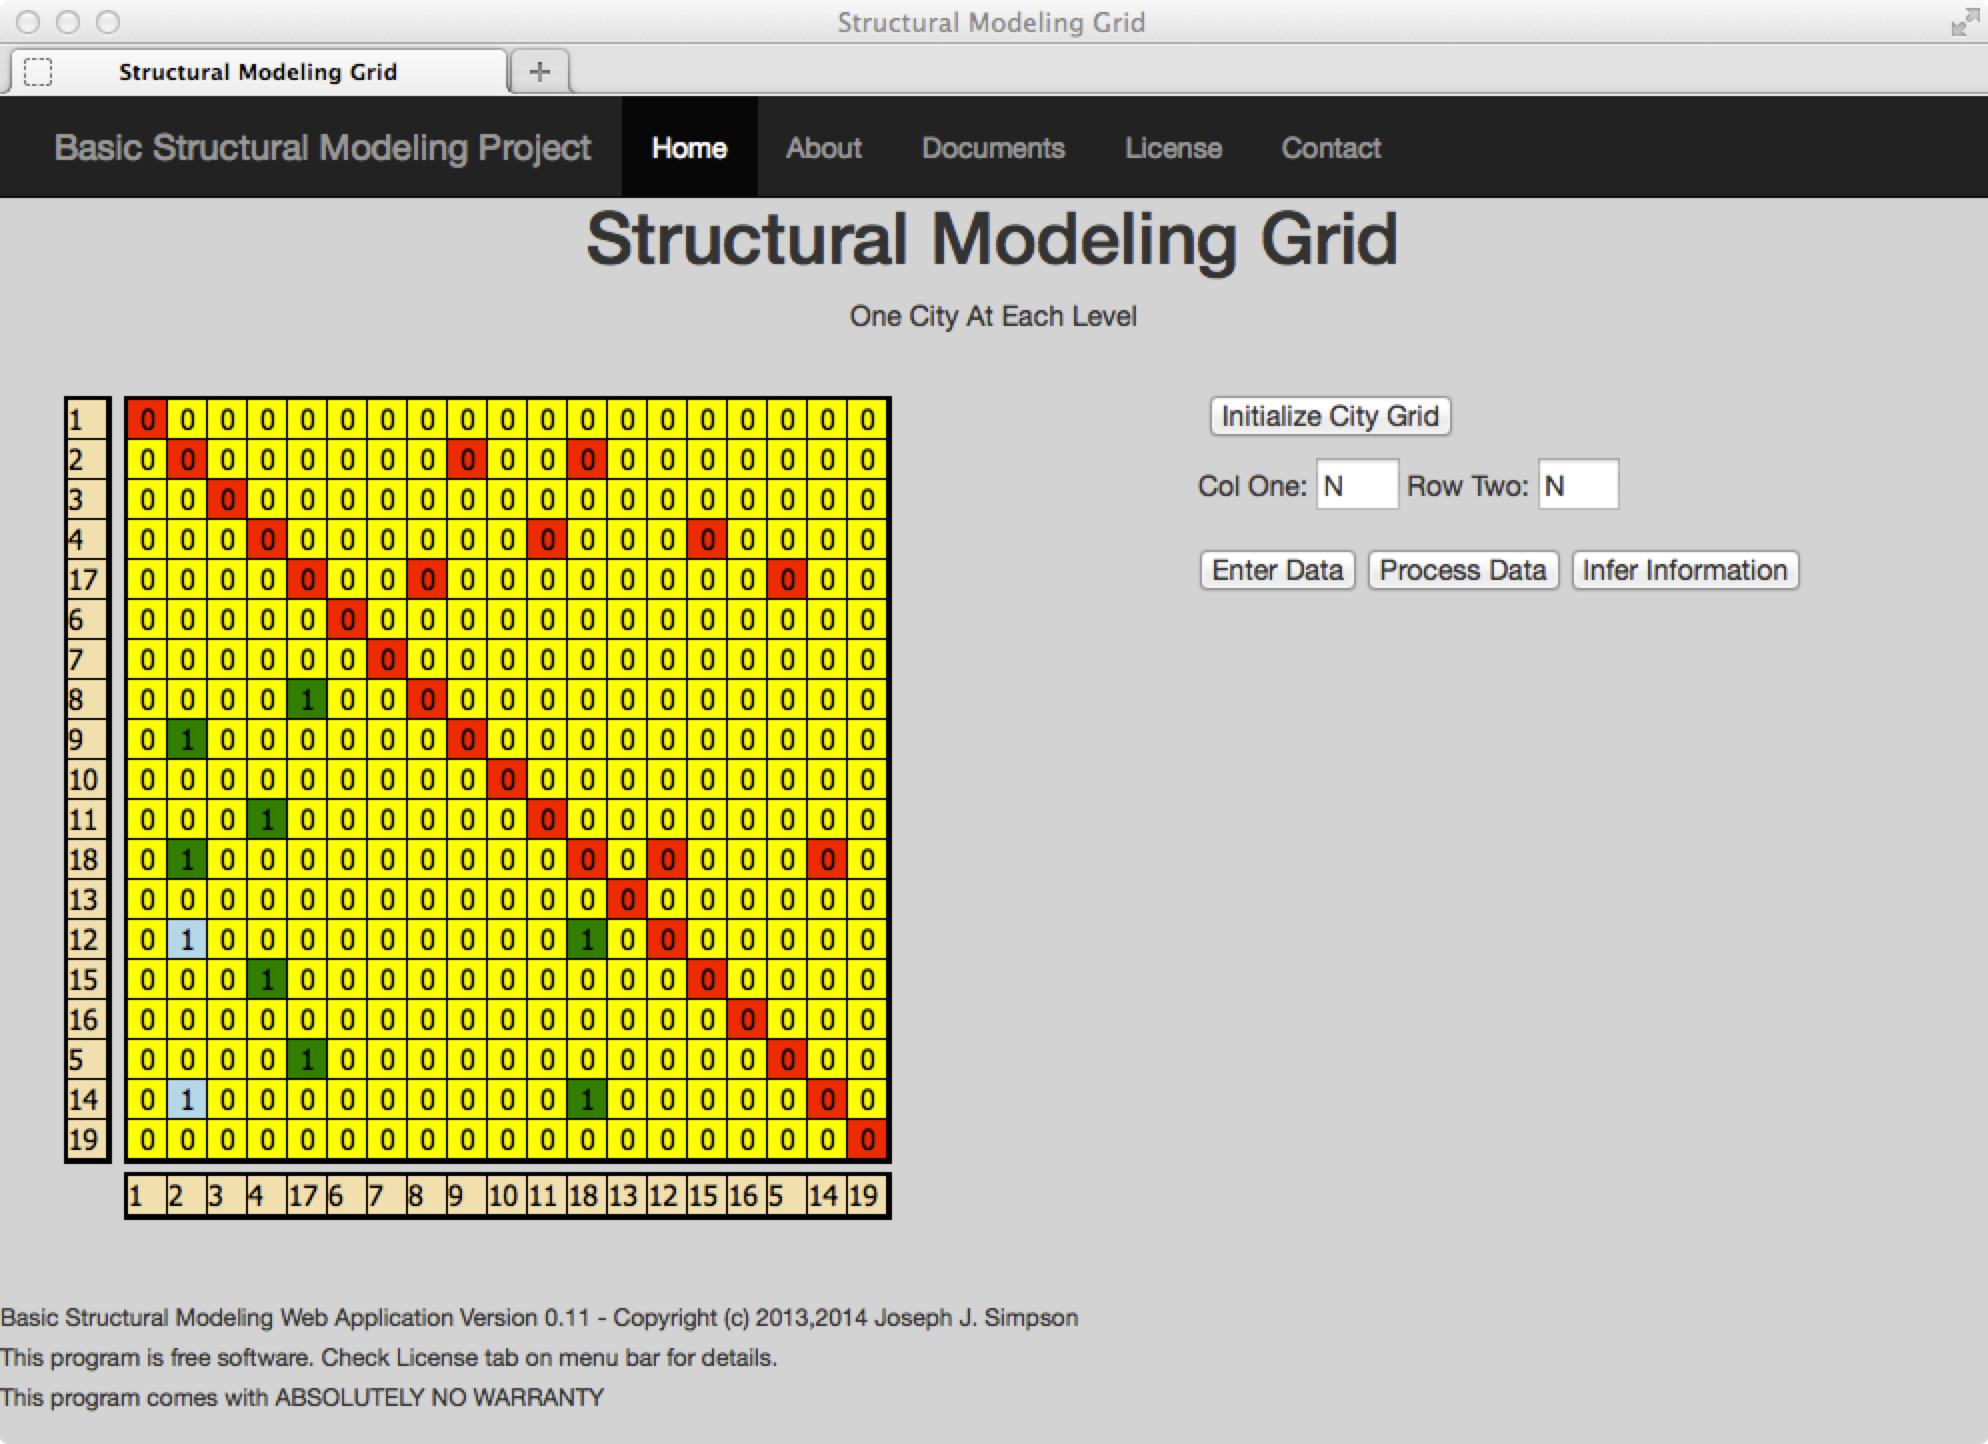 Structural Modeling Grid
Structural Modeling Grid +
Basic Structural Modeling Project Home About Documents License Contact
Structural Modeling Grid
One City At Each Level
Initialize City Grid
Col One: N Row Two: N
Enter Data Process Data Infer Information
1 0 0 0 0 0 0 0 0 0 0 0 0 0 0 0 0 0 0 0
2 0 0 0 0 0 0 0 0 0 0 0 0 0 0 0 0 0 0 0
3 0 0 0 0 0 0 0 0 0 0 0 0 0 0 0 0 0 0 0
4 0 0 0 0 0 0 0 0 0 0 0 0 0 0 0 0 0 0 0
17 0 0 0 0 0 0 0 0 0 0 0 0 0 0 0 0 0 0 0
6 0 0 0 0 0 0 0 0 0 0 0 0 0 0 0 0 0 0 0
7 0 0 0 0 0 0 0 0 0 0 0 0 0 0 0 0 0 0 0
8 0 0 0 0 1 0 0 0 0 0 0 0 0 0 0 0 0 0 0
9 0 1 0 0 0 0 0 0 0 0 0 0 0 0 0 0 0 0 0
10 0 0 0 0 0 0 0 0 0 0 0 0 0 0 0 0 0 0 0
11 0 0 0 1 0 0 0 0 0 0 0 0 0 0 0 0 0 0 0
18 0 1 0 0 0 0 0 0 0 0 0 0 0 0 0 0 0 0 0
13 0 0 0 0 0 0 0 0 0 0 0 0 0 0 0 0 0 0 0
12 0 1 0 0 0 0 0 0 0 0 0 1 0 0 0 0 0 0 0
15 0 0 0 1 0 0 0 0 0 0 0 0 0 0 0 0 0 0 0
16 0 0 0 0 0 0 0 0 0 0 0 0 0 0 0 0 0 0 0
5 0 0 0 0 1 0 0 0 0 0 0 0 0 0 0 0 0 0 0
14 0 1 0 0 0 0 0 0 0 0 0 1 0 0 0 0 0 0 0
19 0 0 0 0 0 0 0 0 0 0 0 0 0 0 0 0 0 0 0
1 2 3 4 17 6 7 8 9 10 11 18 13 12 15 16 5 14 19
Basic Structural Modeling Web Application Version 0.11 - Copyright (c) 2013,2014 Joseph J. Simpson
This program is free software. Check License tab on menu bar for details.
This program comes with ABSOLUTELY NO WARRANTY